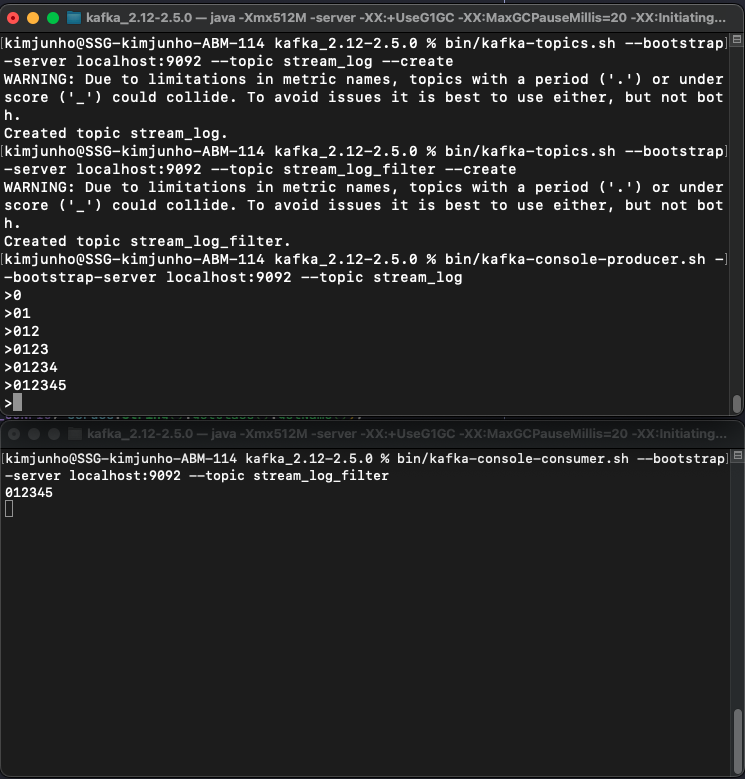 kafka_2.12-2.5.0 — java -Xmx512M -server -XX:+UseG1GC -XX:MaxGCPauseMillis=20 -XX:Initiating...
[kimjunho@SSG-kimjunho-ABM-114 kafka_2.12-2.5.0 % bin/kafka-topics.sh --bootstrap]
-server localhost:9092 --topic stream_log --create
WARNING: Due to limitations in metric names, topics with a period ('.') or under
score ('_') could collide. To avoid issues it is best to use either, but not bot
h.
Created topic stream_log.
[kimjunho@SSG-kimjunho-ABM-114 kafka_2.12-2.5.0 % bin/kafka-topics.sh --bootstrap]
-server localhost:9092 --topic stream_log_filter --create
WARNING: Due to limitations in metric names, topics with a period ('.') or under
score ('_') could collide. To avoid issues it is best to use either, but not bot
h.
Created topic stream_log_filter.
[kimjunho@SSG-kimjunho-ABM-114 kafka_2.12-2.5.0 % bin/kafka-console-producer.sh -]
-bootstrap-server localhost:9092 --topic stream_log
>0
>01
>012
>0123
>01234
>012345
>
kafka_2.12-2.5.0 — java -Xmx512M -server -XX:+UseG1GC -XX:MaxGCPauseMillis=20 -XX:Initiating...
[kimjunho@SSG-kimjunho-ABM-114 kafka_2.12-2.5.0 % bin/kafka-console-consumer.sh --bootstrap]
-server localhost:9092 --topic stream_log_filter
012345